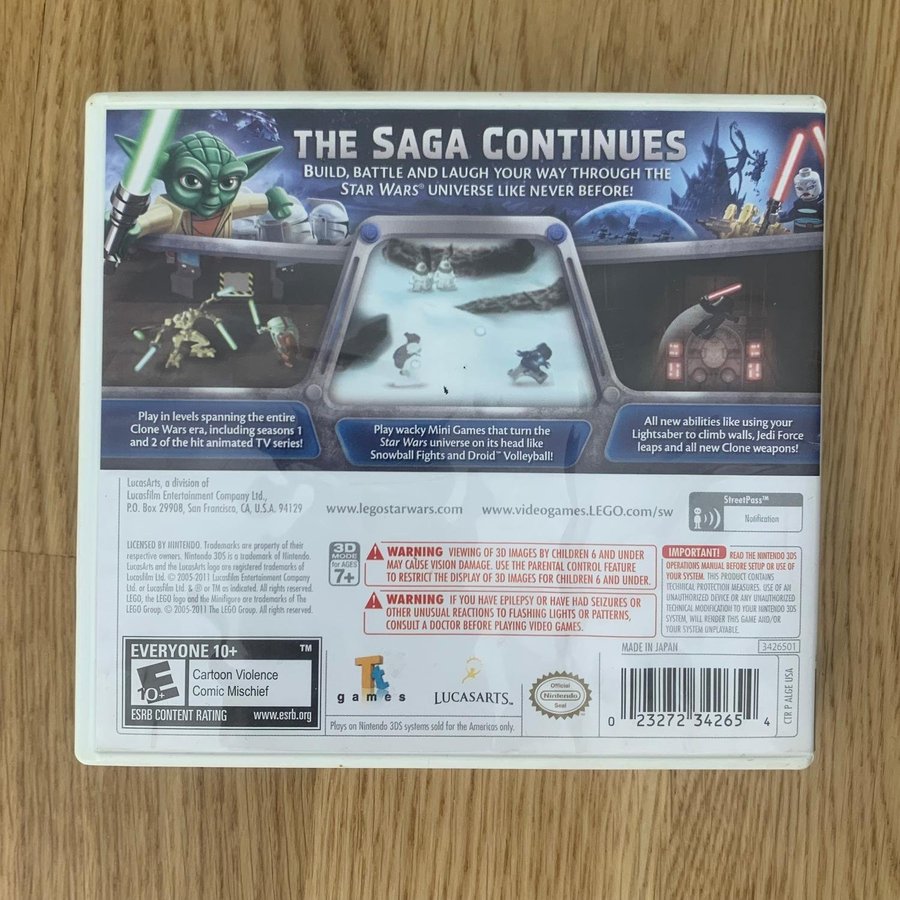 THE SAGA CONTINUES
BUILD, BATTLE AND LAUGH YOUR WAY THROUGH THE
STAR WARS® UNIVERSE LIKE NEVER BEFORE!
Play in levels spanning the entire
Clone Wars era, including seasons 1
and 2 of the hit animated TV series!
Play wacky Mini Games that turn the
Star Wars universe on its head like
Snowball Fights and Droid™ Volleyball!
All new abilities like using your
Lightsaber to climb walls, Jedi Force
leaps and all new Clone weapons!
LucasArts, a division of
Lucasfilm Entertainment Company Ltd.,
P.O. Box 29908, San Francisco, CA, U.S.A. 94129
www.legostarwars.com
www.videogames.LEGO.com/sw
StreetPass™
Notification
LICENSED BY NINTENDO. Trademarks are property of their
respective owners. Nintendo 3DS is a trademark of Nintendo.
LucasArts and the LucasArts logo are registered trademarks of
Lucasfilm Ltd. © 2005-2011 Lucasfilm Entertainment Company
Ltd. or Lucasfilm Ltd. & ® or TM as indicated. All rights reserved.
LEGO, the LEGO logo and the Minifigure are trademarks of The
LEGO Group. © 2005-2011 The LEGO Group. All rights reserved.
3D
MODE
for AGES
7+
WARNING VIEWING OF 3D IMAGES BY CHILDREN 6 AND UNDER
MAY CAUSE VISION DAMAGE. USE THE PARENTAL CONTROL FEATURE
TO RESTRICT THE DISPLAY OF 3D IMAGES FOR CHILDREN 6 AND UNDER.
WARNING IF YOU HAVE EPILEPSY OR HAVE HAD SEIZURES OR
OTHER UNUSUAL REACTIONS TO FLASHING LIGHTS OR PATTERNS,
CONSULT A DOCTOR BEFORE PLAYING VIDEO GAMES.
IMPORTANT! READ THE NINTENDO 3DS
OPERATIONS MANUAL BEFORE SETUP OR USE OF
YOUR SYSTEM. THIS PRODUCT CONTAINS
TECHNICAL PROTECTION MEASURES. USE OF AN
UNAUTHORIZED DEVICE OR ANY UNAUTHORIZED
TECHNICAL MODIFICATION TO YOUR NINTENDO 3DS
SYSTEM, WILL RENDER THIS GAME AND/OR
YOUR SYSTEM UNPLAYABLE.
MADE IN JAPAN
3426501
EVERYONE 10+ ™
E
10+
Cartoon Violence
Comic Mischief
ESRB CONTENT RATING www.esrb.org
Tt
games
LUCASARTS™
Official
Nintendo
Seal
Plays on Nintendo 3DS systems sold for the Americas only.
0 23272 34265 4
CTR P ALGE USA